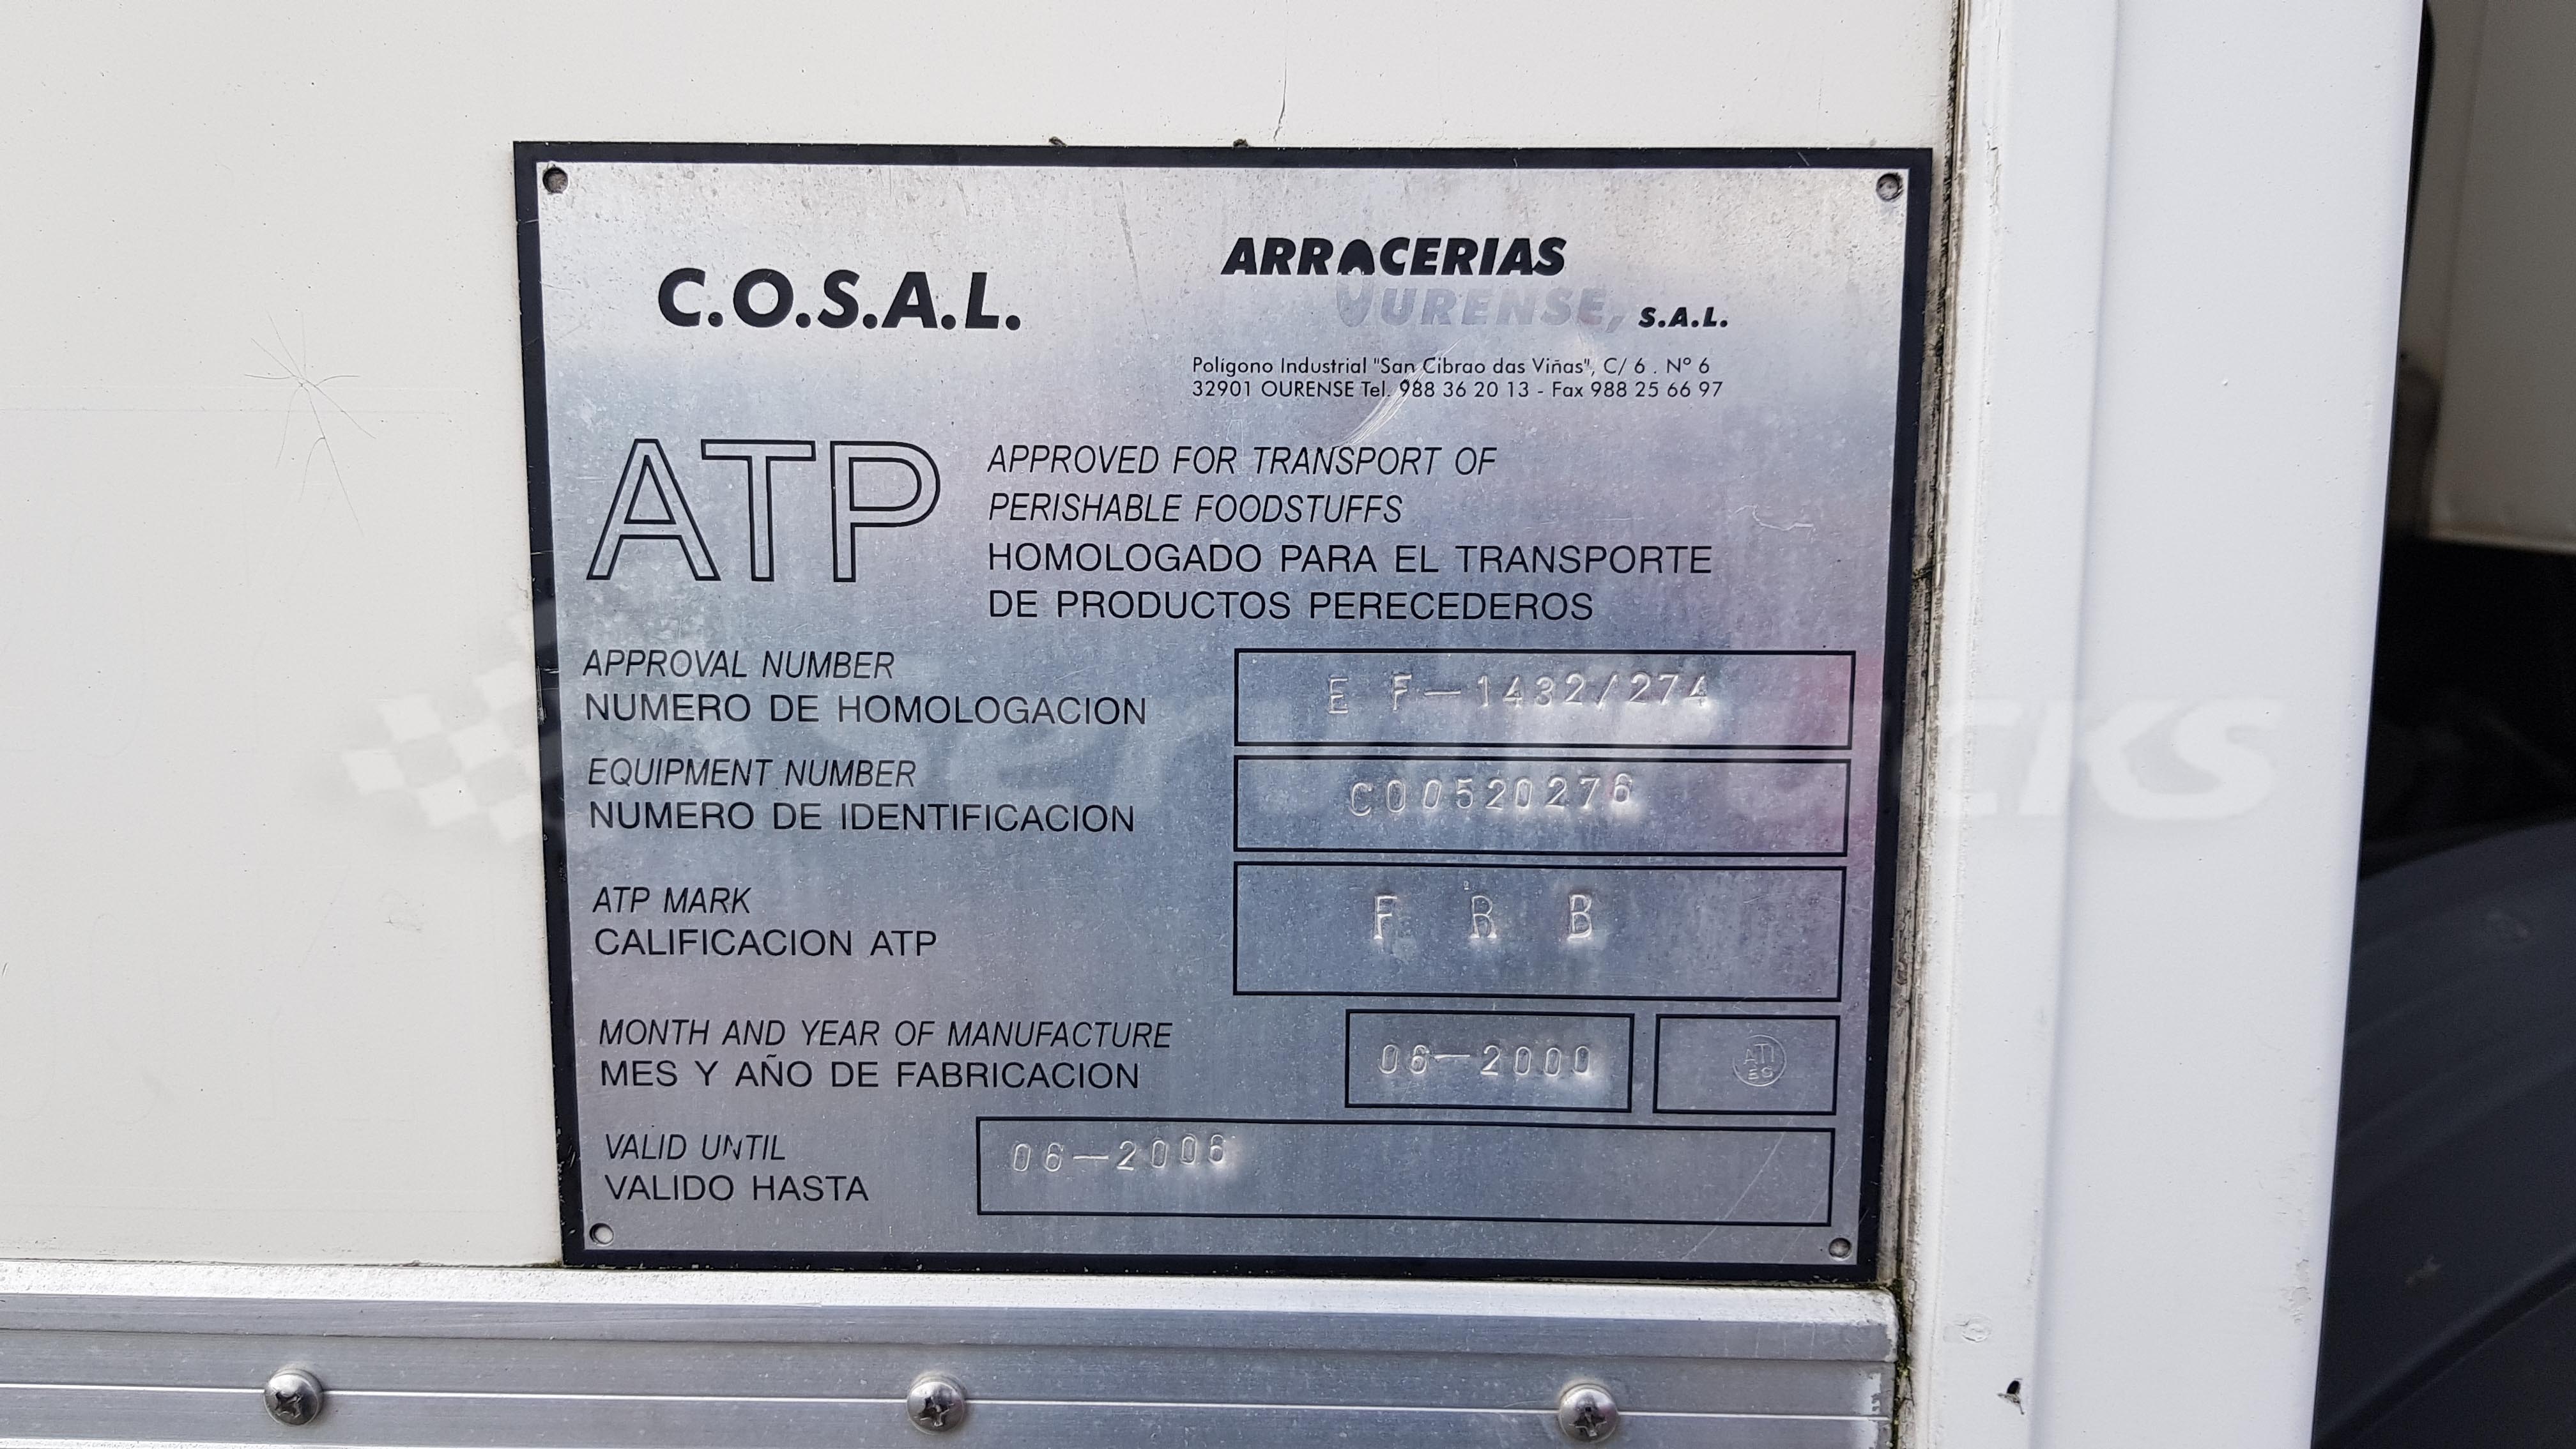 C.O.S.A.L.
ARROCERIAS
OURENSE, S.A.L.
Polígono Industrial "San Cibrao das Viñas", C/ 6 . Nº 6
32901 OURENSE Tel. 988 36 20 13 - Fax 988 25 66 97
ATP
APPROVED FOR TRANSPORT OF
PERISHABLE FOODSTUFFS
HOMOLOGADO PARA EL TRANSPORTE
DE PRODUCTOS PERECEDEROS
APPROVAL NUMBER
NUMERO DE HOMOLOGACION
E F-1432/274
EQUIPMENT NUMBER
NUMERO DE IDENTIFICACION
C00520276
ATP MARK
CALIFICACION ATP
F R B
MONTH AND YEAR OF MANUFACTURE
MES Y AÑO DE FABRICACION
06-2000
VALID UNTIL
VALIDO HASTA
06-2006